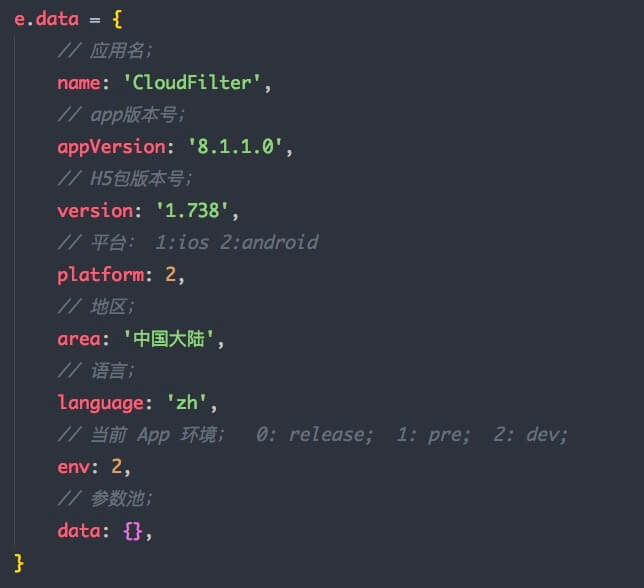 e.data = {
// 应用名;
name: 'CloudFilter',
// app版本号;
appVersion: '8.1.1.0',
// H5包版本号;
version: '1.738',
// 平台: 1:ios 2:android
platform: 2,
// 地区;
area: '中国大陆',
// 语言;
language: 'zh',
// 当前 App 环境;  0: release;  1: pre;  2: dev;
env: 2,
// 参数池;
data: {},
}